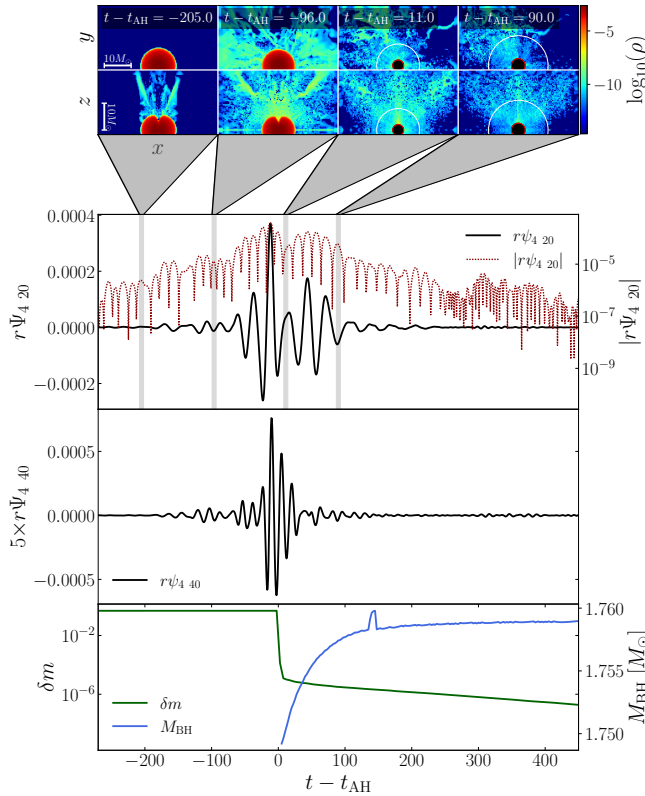 t − t_AH = −205.0 t − t_AH = −96.0 t − t_AH = 11.0 t − t_AH = 90.0
y
10M⊙
z
10M⊙
x
−5
−10
log₁₀(ρ)
0.0004
0.0002
0.0000
−0.0002
rΨ₄ ₂₀
rψ₄ ₂₀
|rψ₄ ₂₀|
10⁻⁵
10⁻⁷
10⁻⁹
|rΨ₄ ₂₀|
0.0005
0.0000
−0.0005
5×rΨ₄ ₄₀
rψ₄ ₄₀
10⁻²
10⁻⁶
δm
δm
M_BH
1.760
1.755
1.750
M_BH [M⊙]
−200 −100 0 100 200 300 400
t − t_AH